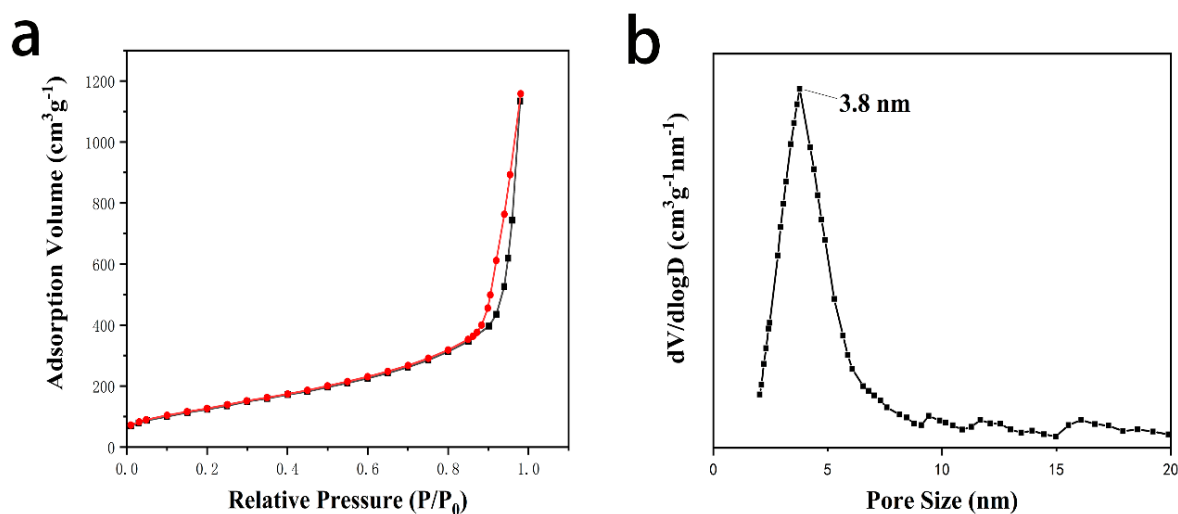 a
Adsorption Volume (cm³g⁻¹)
1200
1000
800
600
400
200
0
0.0 0.2 0.4 0.6 0.8 1.0
Relative Pressure (P/P₀)
b
dV/dlogD (cm³g⁻¹nm⁻¹)
3.8 nm
0 5 10 15 20
Pore Size (nm)